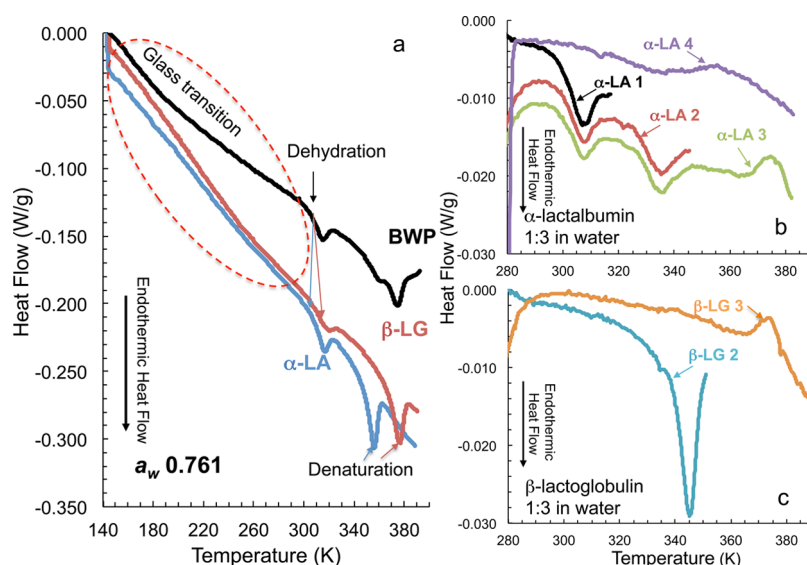 a
0.000
-0.050
-0.100
-0.150
-0.200
-0.250
-0.300
-0.350
Heat Flow (W/g)
Glass transition
Dehydration
BWP
β-LG
α-LA
Endothermic Heat Flow
Denaturation
aw 0.761
140 180 220 260 300 340 380
Temperature (K)
0.000
-0.010
-0.020
-0.030
Heat Flow (W/g)
α-LA 4
α-LA 1
α-LA 2
α-LA 3
Endothermic
Heat Flow
b
α-lactalbumin
1:3 in water
280 300 320 340 360 380
0.000
-0.010
-0.020
-0.030
Heat Flow (W/g)
β-LG 3
β-LG 2
Endothermic
Heat Flow
β-lactoglobulin
1:3 in water
c
280 300 320 340 360 380
Temperature (K)